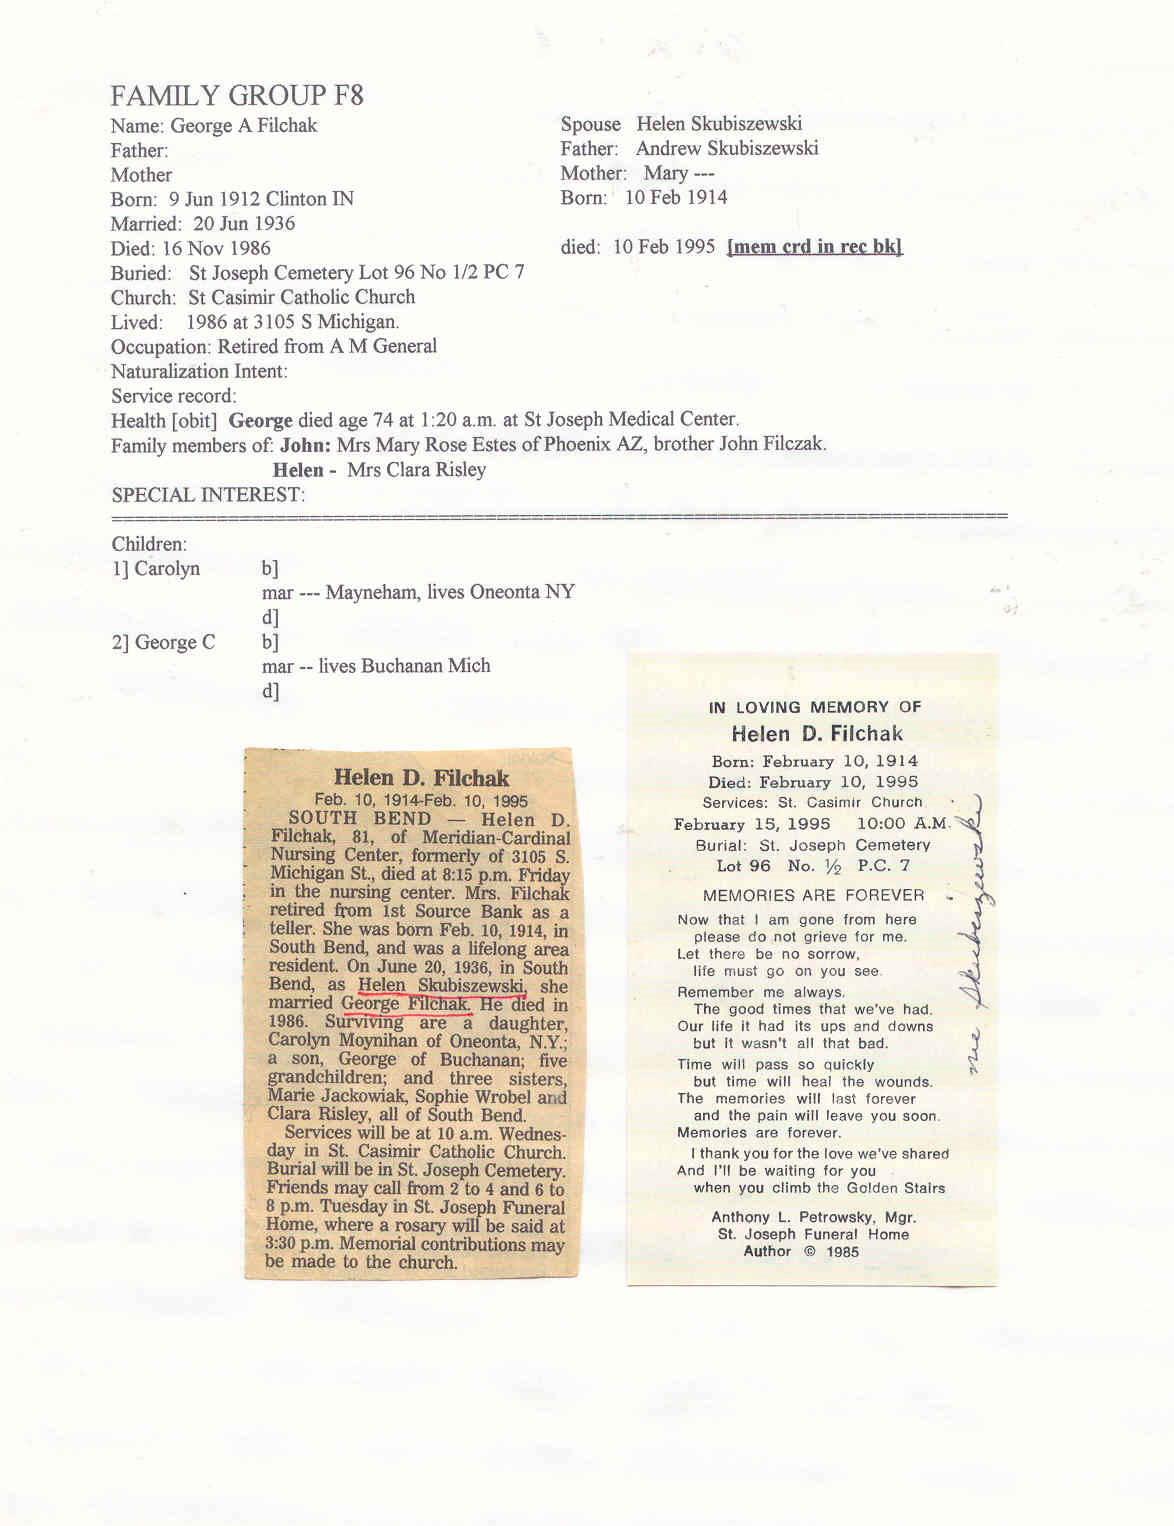 FAMILY GROUP F8
Name: George A Filchak
Spouse Helen Skubiszewski
Father:
Father: Andrew Skubiszewski
Mother
Mother: Mary ---
Born: 9 Jun 1912 Clinton IN
Born: 10 Feb 1914
Married: 20 Jun 1936
Died: 16 Nov 1986
died: 10 Feb 1995 [mem crd in rec bk]
Buried: St Joseph Cemetery Lot 96 No 1/2 PC 7
Church: St Casimir Catholic Church
Lived: 1986 at 3105 S Michigan.
Occupation: Retired from A M General
Naturalization Intent:
Service record:
Health [obit] George died age 74 at 1:20 a.m. at St Joseph Medical Center.
Family members of: John: Mrs Mary Rose Estes of Phoenix AZ, brother John Filczak.
Helen - Mrs Clara Risley
SPECIAL INTEREST:
Children:
1] Carolyn b]
mar --- Mayneham, lives Oneonta NY
d]
2] George C b]
mar -- lives Buchanan Mich
d]
Helen D. Filchak
Feb. 10, 1914-Feb. 10, 1995
SOUTH BEND — Helen D.
Filchak, 81, of Meridian-Cardinal
Nursing Center, formerly of 3105 S.
Michigan St., died at 8:15 p.m. Friday
in the nursing center. Mrs. Filchak
retired from 1st Source Bank as a
teller. She was born Feb. 10, 1914, in
South Bend, and was a lifelong area
resident. On June 20, 1936, in South
Bend, as Helen Skubiszewski, she
married George Filchak. He died in
1986. Surviving are a daughter,
Carolyn Moynihan of Oneonta, N.Y.;
a son, George of Buchanan; five
grandchildren; and three sisters,
Marie Jackowiak, Sophie Wrobel and
Clara Risley, all of South Bend.
Services will be at 10 a.m. Wednes-
day in St. Casimir Catholic Church.
Burial will be in St. Joseph Cemetery.
Friends may call from 2 to 4 and 6 to
8 p.m. Tuesday in St. Joseph Funeral
Home, where a rosary will be said at
3:30 p.m. Memorial contributions may
be made to the church.
IN LOVING MEMORY OF
Helen D. Filchak
Born: February 10, 1914
Died: February 10, 1995
Services: St. Casimir Church
February 15, 1995 10:00 A.M.
Burial: St. Joseph Cemetery
Lot 96 No. ½ P.C. 7
MEMORIES ARE FOREVER
Now that I am gone from here
please do not grieve for me.
Let there be no sorrow,
life must go on you see.
Remember me always.
The good times that we've had.
Our life it had its ups and downs
but it wasn't all that bad.
Time will pass so quickly
but time will heal the wounds.
The memories will last forever
and the pain will leave you soon.
Memories are forever.
I thank you for the love we've shared
And I'll be waiting for you
when you climb the Golden Stairs
Anthony L. Petrowsky, Mgr.
St. Joseph Funeral Home
Author © 1985
nee Skubiszewski